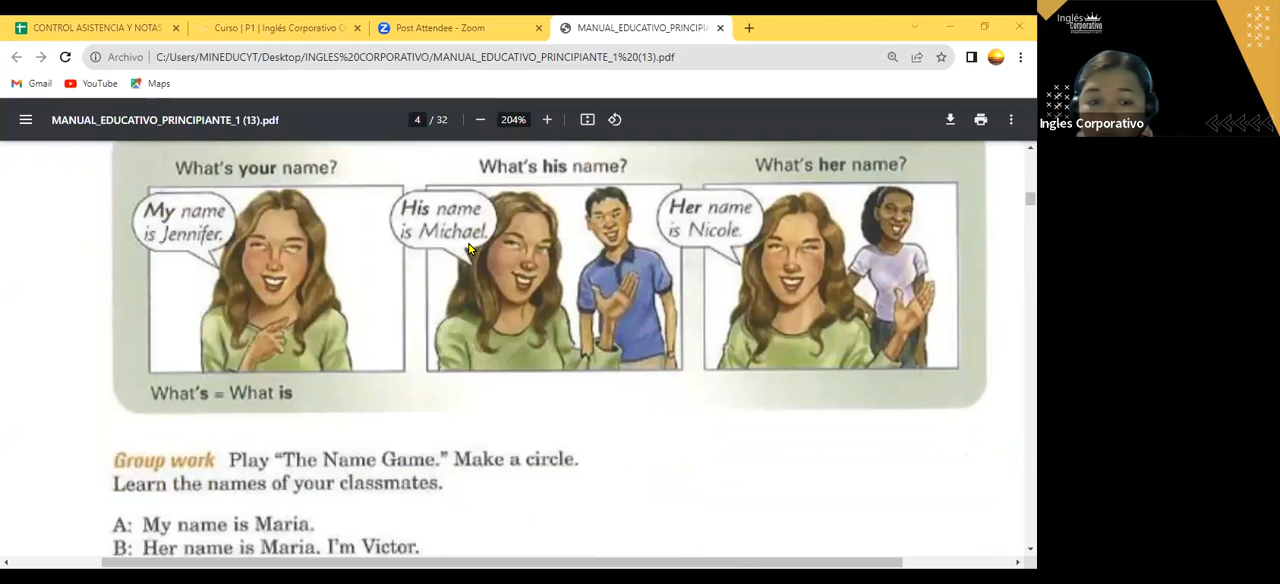 CONTROL ASISTENCIA Y NOTAS
Curso | P1 | Inglés Corporativo O
Post Attendee - Zoom
MANUAL_EDUCATIVO_PRINCIPIA
Archivo
C:/Users/MINEDUCYT/Desktop/INGLES%20CORPORATIVO/MANUAL_EDUCATIVO_PRINCIPIANTE_1%20(13).pdf
Gmail
YouTube
Maps
MANUAL_EDUCATIVO_PRINCIPIANTE_1 (13).pdf
4 / 32
204%
Inglés
Corporativo
Ingles Corporativo
What's your name?
What's his name?
What's her name?
My name
is Jennifer.
His name
is Michael.
Her name
is Nicole.
What's = What is
Group work Play "The Name Game." Make a circle.
Learn the names of your classmates.
A: My name is Maria.
B: Her name is Maria. I'm Victor.